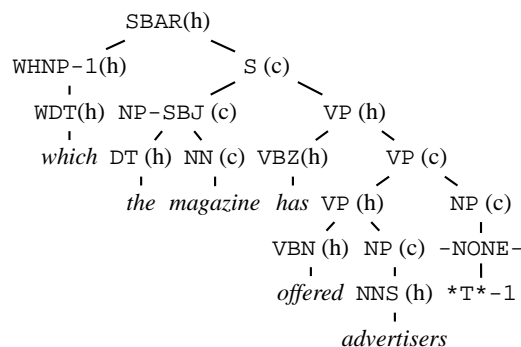 SBAR(h)
WHNP-1(h) S (c)
WDT(h) NP-SBJ (c) VP (h)
which DT (h) NN (c) VBZ(h) VP (c)
the magazine has VP (h) NP (c)
VBN (h) NP (c) -NONE-
offered NNS (h) *T*-1
advertisers